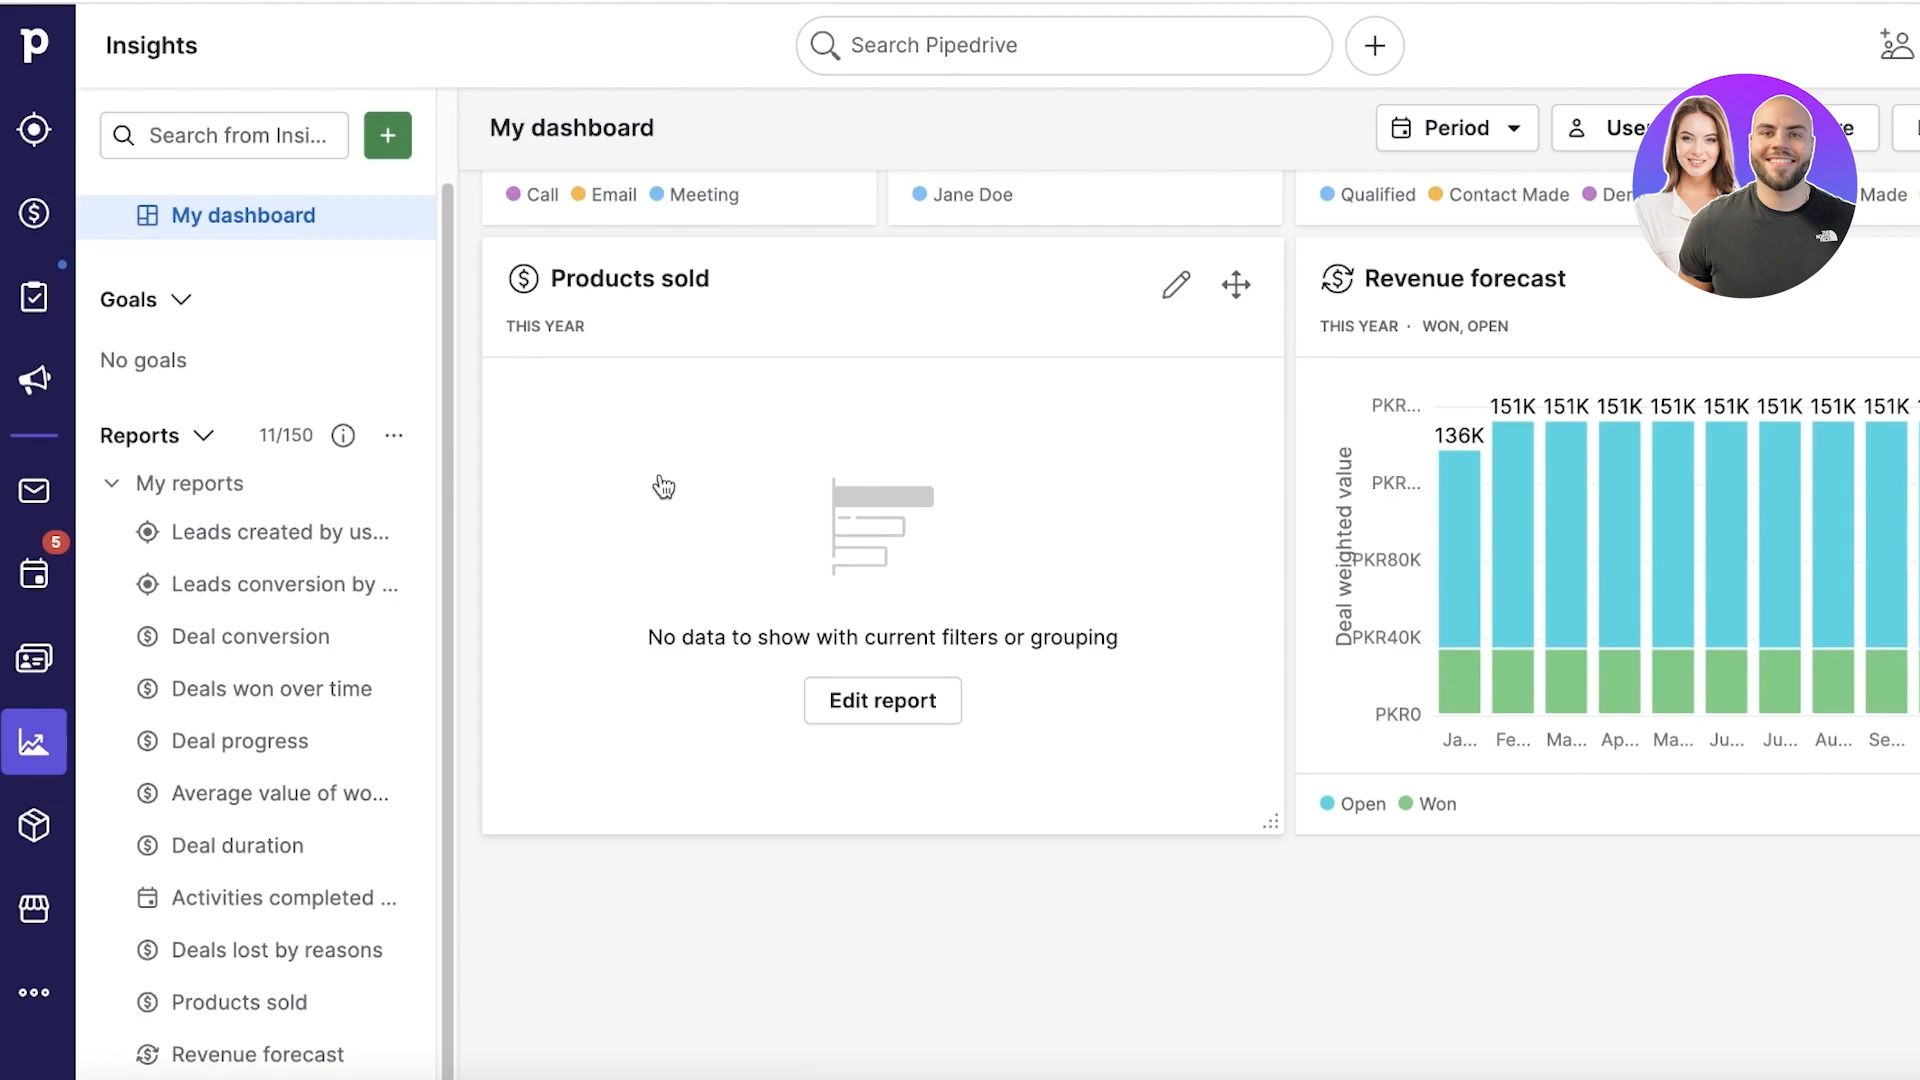 p Insights
Search Pipedrive
Search from Insi...
My dashboard
Period
My dashboard
Call Email Meeting
Jane Doe
Qualified Contact Made
Made
Goals
No goals
Reports 11/150
My reports
Leads created by us...
Leads conversion by ...
Deal conversion
Deals won over time
Deal progress
Average value of wo...
Deal duration
Activities completed ...
Deals lost by reasons
Products sold
Revenue forecast
5
Products sold
THIS YEAR
No data to show with current filters or grouping
Edit report
Revenue forecast
THIS YEAR · WON, OPEN
Deal weighted value
PKR...
PKR...
PKR80K
PKR40K
PKR0
136K 151K 151K 151K 151K 151K 151K 151K 151K
Ja... Fe... Ma... Ap... Ma... Ju... Ju... Au... Se...
Open Won